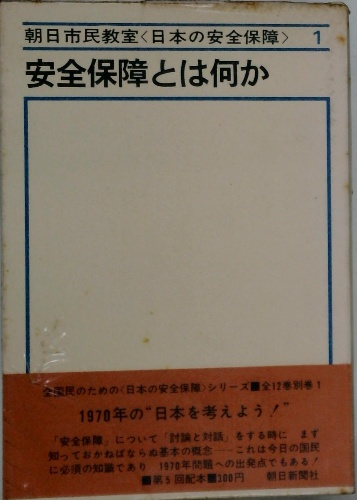 朝日市民教室〈日本の安全保障〉 1
安全保障とは何か
全国民のための〈日本の安全保障〉シリーズ■全12巻別巻1
1970年の“日本を考えよう！”
「安全保障」について「討論と対話」をする時に まず
知っておかねばならぬ基本の概念――これは今日の国民
に必須の知識であり 1970年問題への出発点でもある！
■第5回配本■300円 朝日新聞社